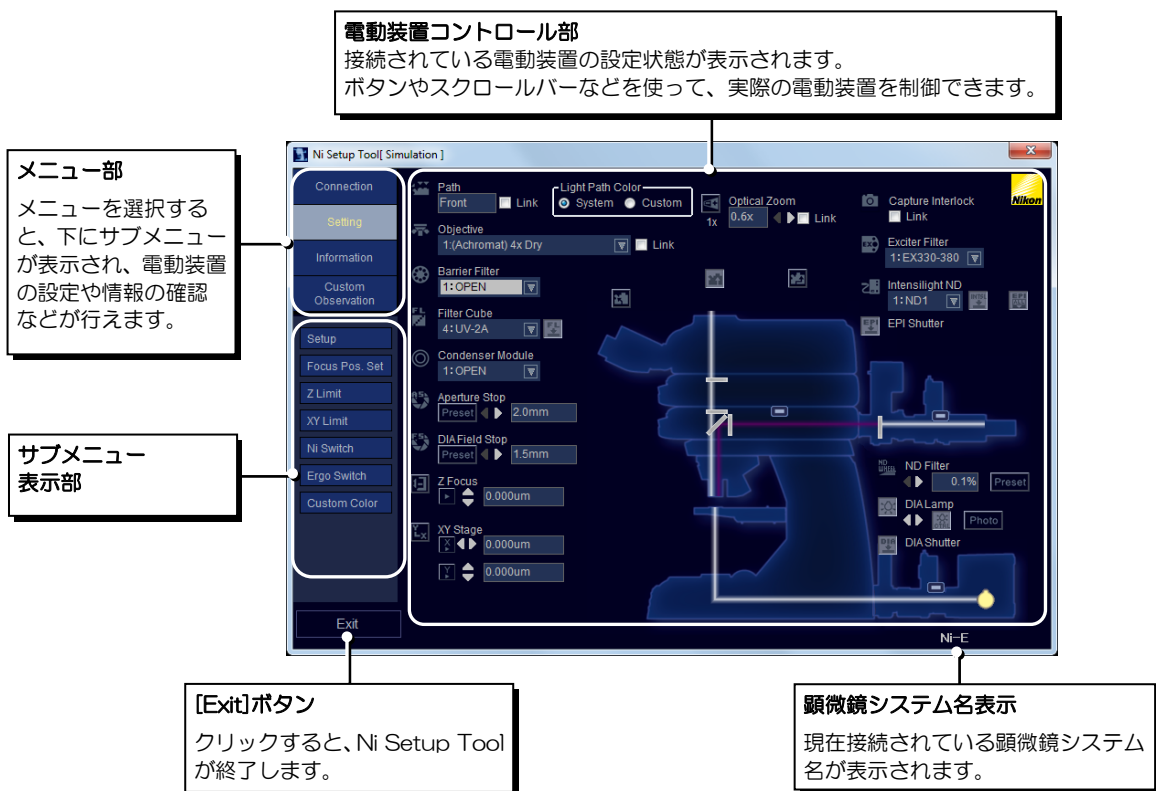 電動装置コントロール部
接続されている電動装置の設定状態が表示されます。
ボタンやスクロールバーなどを使って、実際の電動装置を制御できます。
メニュー部
メニューを選択する
と、下にサブメニュー
が表示され、電動装置
の設定や情報の確認
などが行えます。
サブメニュー
表示部
Ni Setup Tool[ Simulation ]
Connection
Setting
Information
Custom
Observation
Setup
Focus Pos. Set
Z Limit
XY Limit
Ni Switch
Ergo Switch
Custom Color
Exit
Path
Front
Link
Light Path Color
System
Custom
1x
Optical Zoom
0.6x
Link
Capture Interlock
Link
Nikon
Objective
1:(Achromat) 4x Dry
Link
Exciter Filter
1:EX330-380
Barrier Filter
1:OPEN
Intensilight ND
1:ND1
Filter Cube
4:UV-2A
EPI
EPI Shutter
Condenser Module
1:OPEN
Aperture Stop
Preset
2.0mm
DIA Field Stop
Preset
1.5mm
Z Focus
0.000um
XY Stage
X
0.000um
Y
0.000um
ND
WHEEL
ND Filter
0.1%
Preset
DIA Lamp
Photo
DIA
DIA Shutter
Ni-E
[Exit]ボタン
クリックすると、Ni Setup Tool
が終了します。
顕微鏡システム名表示
現在接続されている顕微鏡システム
名が表示されます。